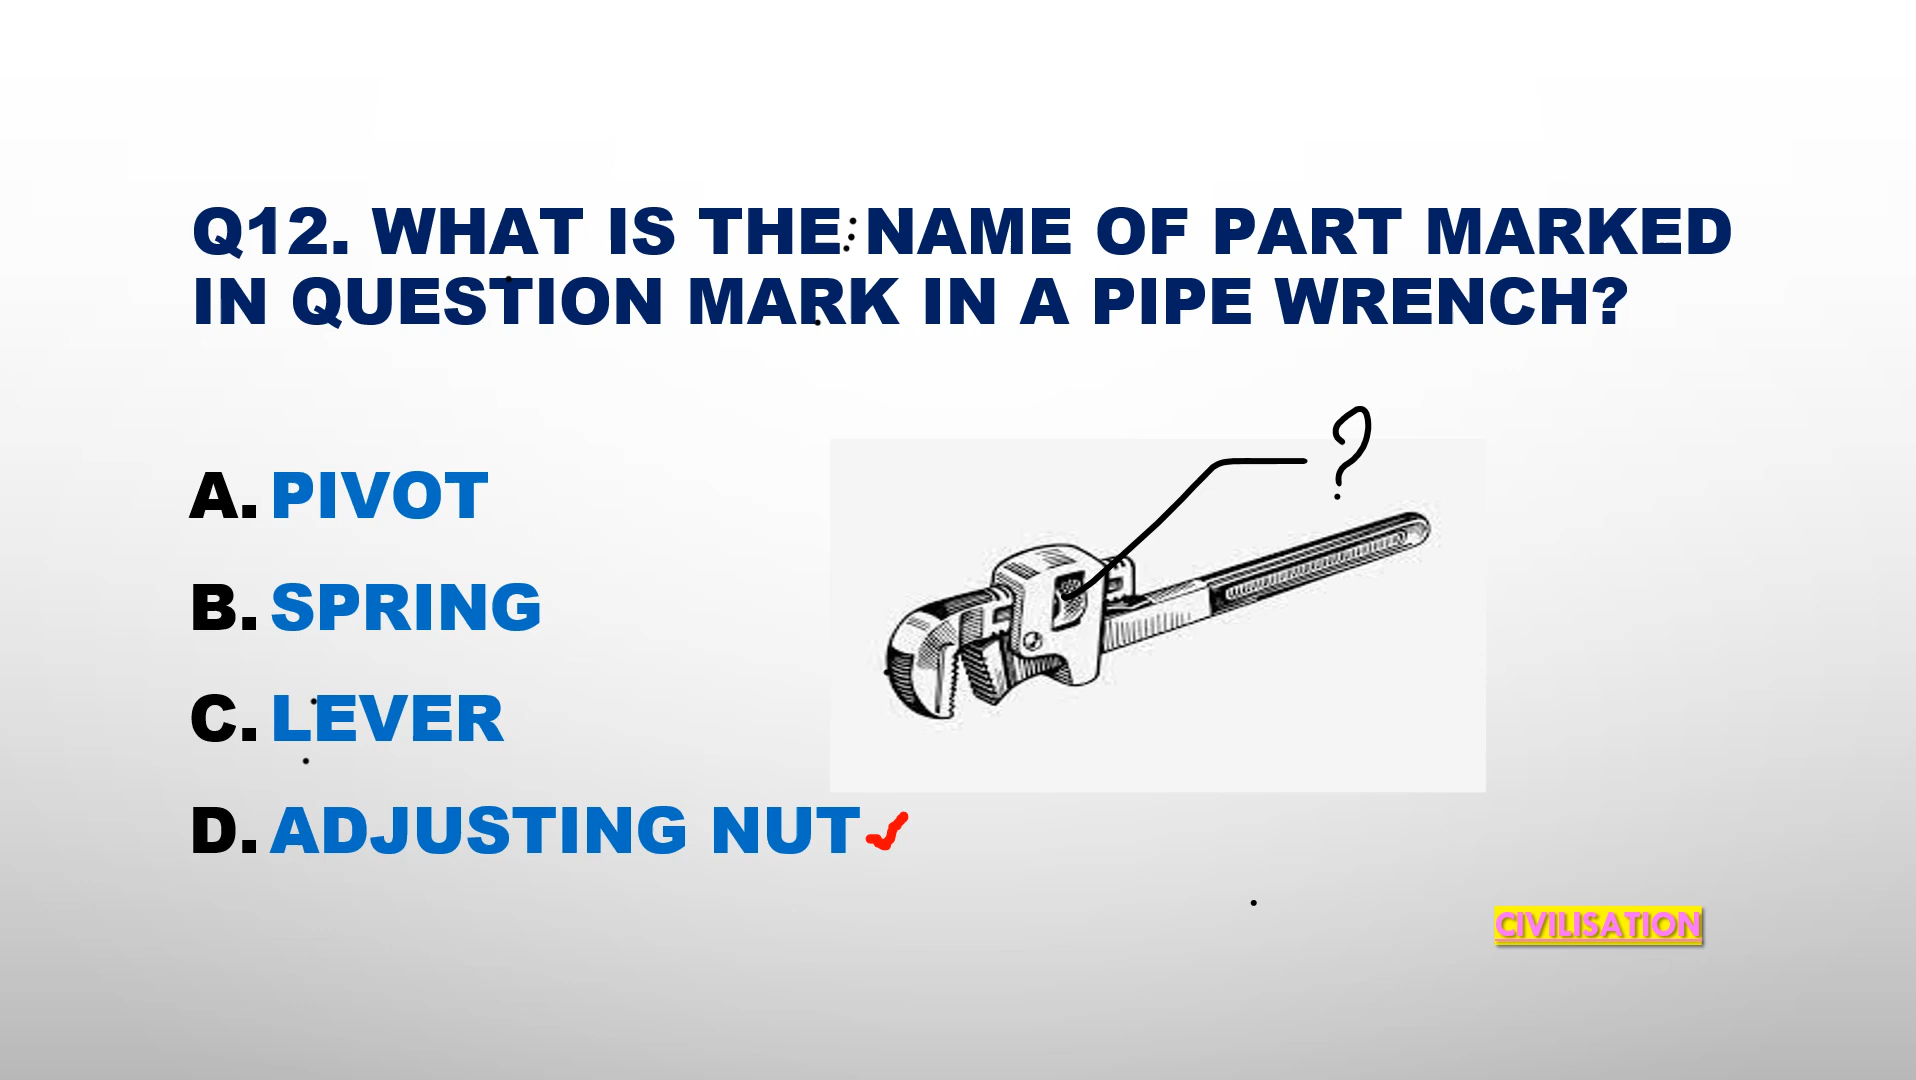 Q12. WHAT IS THE NAME OF PART MARKED
IN QUESTION MARK IN A PIPE WRENCH?
?
A. PIVOT
B. SPRING
C. LEVER
D. ADJUSTING NUT
CIVILISATION